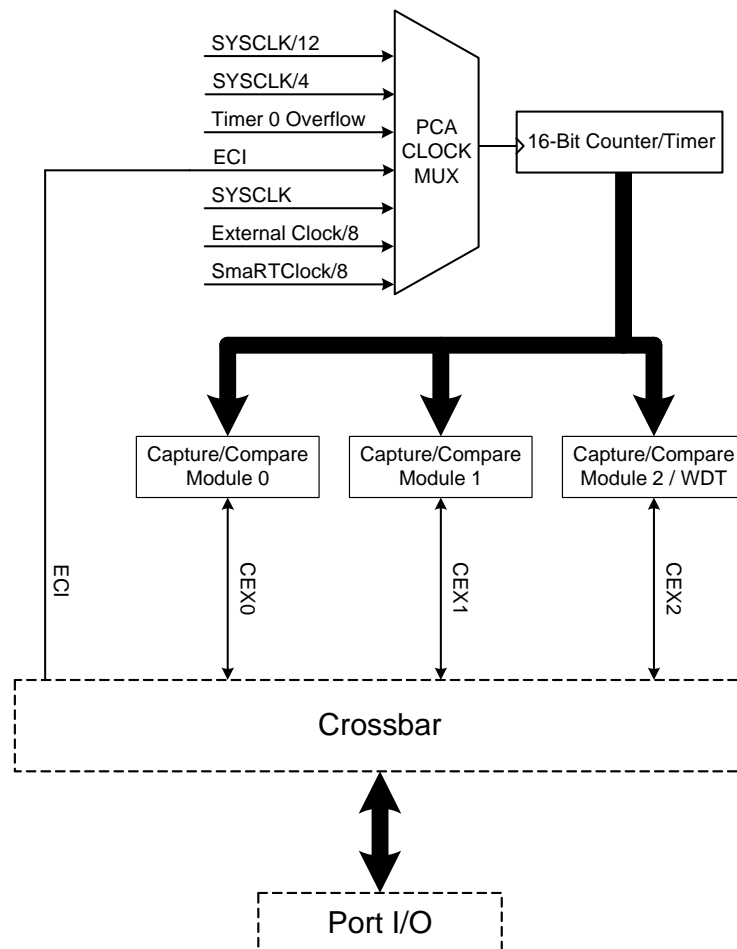 SYSCLK/12
SYSCLK/4
Timer 0 Overflow
ECI
SYSCLK
External Clock/8
SmaRTClock/8
PCA
CLOCK
MUX
16-Bit Counter/Timer
Capture/Compare
Module 0
Capture/Compare
Module 1
Capture/Compare
Module 2 / WDT
ECI
CEX0
CEX1
CEX2
Crossbar
Port I/O